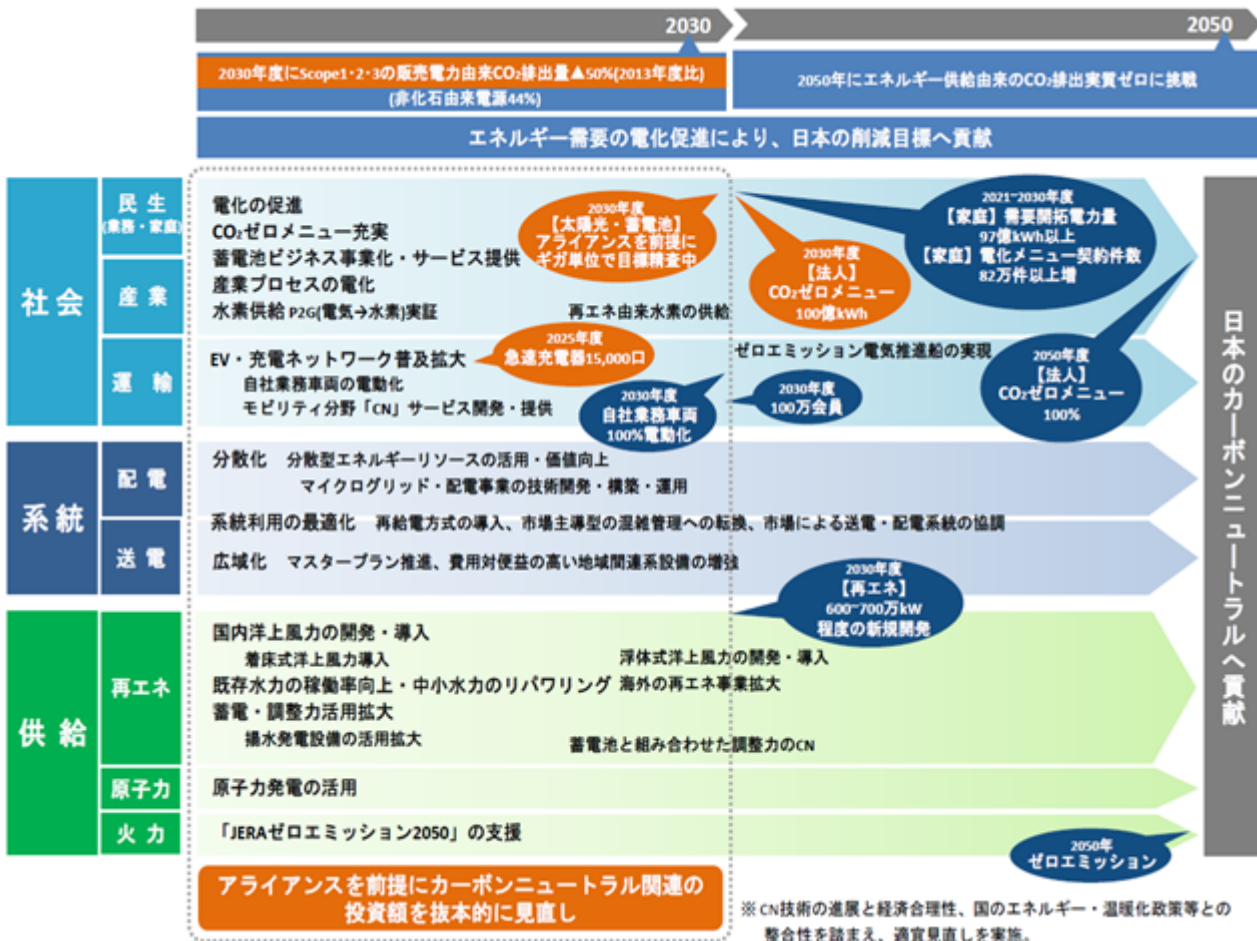 2030
2050
2030年度にScope1・2・3の販売電力由来CO₂排出量▲50%(2013年度比)
(非化石由来電源44%)
2050年にエネルギー供給由来のCO₂排出実質ゼロに挑戦
エネルギー需要の電化促進により、日本の削減目標へ貢献
社会
民生
(業務・家庭)
産業
運輸
電化の促進
CO₂ゼロメニュー充実
蓄電池ビジネス事業化・サービス提供
産業プロセスの電化
水素供給 P2G(電気→水素)実証
再エネ由来水素の供給
2030年度
【太陽光・蓄電池】
アライアンスを前提に
ギガ単位で目標精査中
2030年度
【法人】
CO₂ゼロメニュー
100億kWh
2021~2030年度
【家庭】需要開拓電力量
97億kWh以上
【家庭】電化メニュー契約件数
82万件以上増
EV・充電ネットワーク普及拡大
自社業務車両の電動化
モビリティ分野「CN」サービス開発・提供
2025年度
急速充電器15,000口
ゼロエミッション電気推進船の実現
2030年度
自社業務車両
100%電動化
2030年度
100万会員
2050年度
【法人】
CO₂ゼロメニュー
100%
系統
配電
送電
分散化 分散型エネルギーリソースの活用・価値向上
マイクログリッド・配電事業の技術開発・構築・運用
系統利用の最適化 再給電方式の導入、市場主導型の混雑管理への転換、市場による送電・配電系統の協調
広域化 マスタープラン推進、費用対便益の高い地域間連系設備の増強
2030年度
【再エネ】
600~700万kW
程度の新規開発
供給
再エネ
原子力
火力
国内洋上風力の開発・導入
着床式洋上風力導入
浮体式洋上風力の開発・導入
既存水力の稼働率向上・中小水力のリパワリング
海外の再エネ事業拡大
蓄電・調整力活用拡大
揚水発電設備の活用拡大
蓄電池と組み合わせた調整力のCN
原子力発電の活用
「JERAゼロエミッション2050」の支援
2050年
ゼロエミッション
日本のカーボンニュートラルへ貢献
アライアンスを前提にカーボンニュートラル関連の
投資額を抜本的に見直し
※CN技術の進展と経済合理性、国のエネルギー・温暖化政策等との
整合性を踏まえ、適宜見直しを実施。